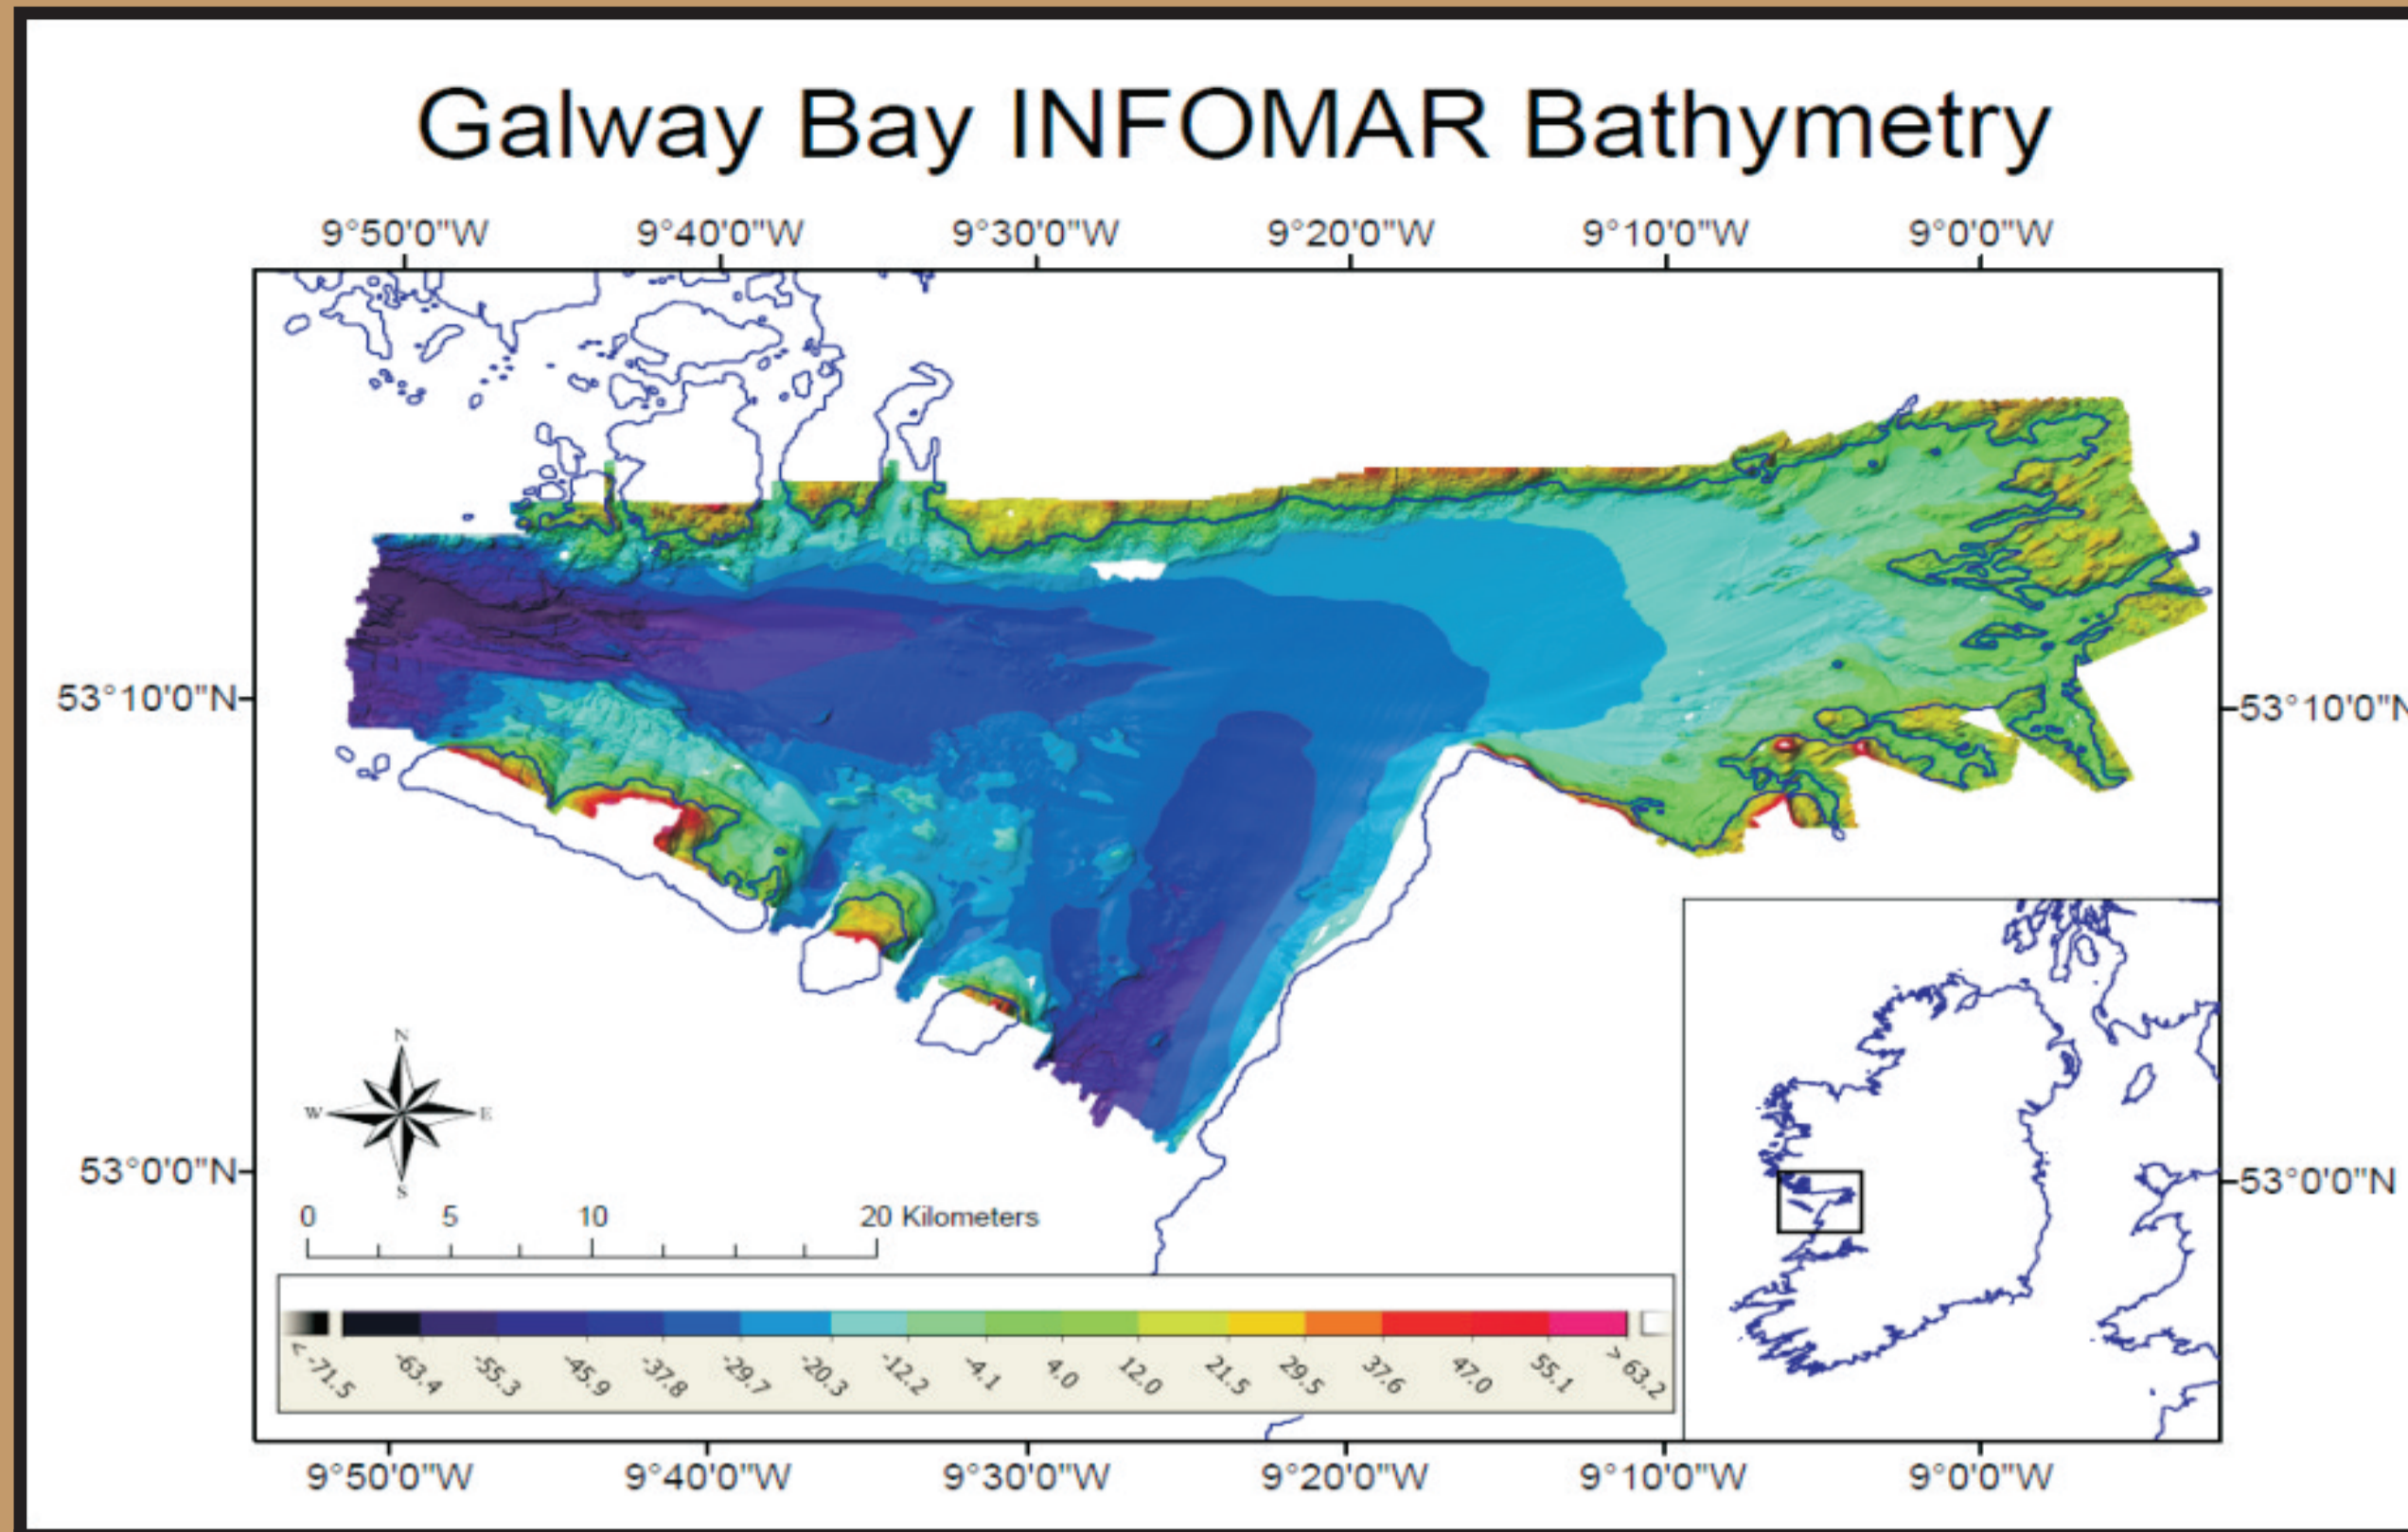 Galway Bay INFOMAR Bathymetry
9°50'0"W 9°40'0"W 9°30'0"W 9°20'0"W 9°10'0"W 9°0'0"W
53°10'0"N 53°10'0"N
N
W E
S
53°0'0"N 53°0'0"N
0 5 10 20 Kilometers
< -71.5 -63.4 -55.3 -45.9 -37.8 -29.7 -20.3 -12.2 -4.1 4.0 12.0 21.5 29.5 37.6 47.0 55.1 > 63.2
9°50'0"W 9°40'0"W 9°30'0"W 9°20'0"W 9°10'0"W 9°0'0"W